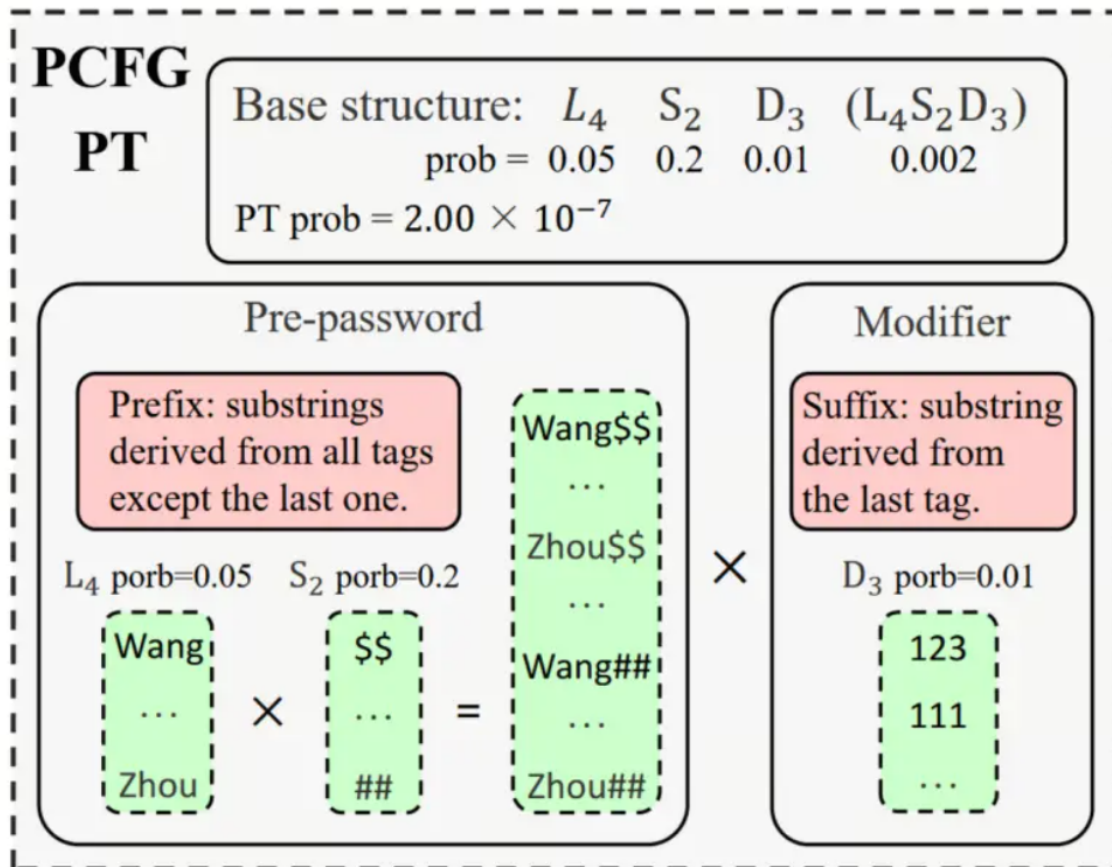 PCFG
PT
Base structure: L₄ S₂ D₃ (L₄S₂D₃)
prob = 0.05 0.2 0.01 0.002
PT prob = 2.00 × 10⁻⁷
Pre-password
Prefix: substrings
derived from all tags
except the last one.
L₄ porb=0.05 S₂ porb=0.2
Wang
...
Zhou
×
$$
...
##
=
Wang$$
...
Zhou$$
...
Wang##
...
Zhou##
×
Modifier
Suffix: substring
derived from
the last tag.
D₃ porb=0.01
123
111
...